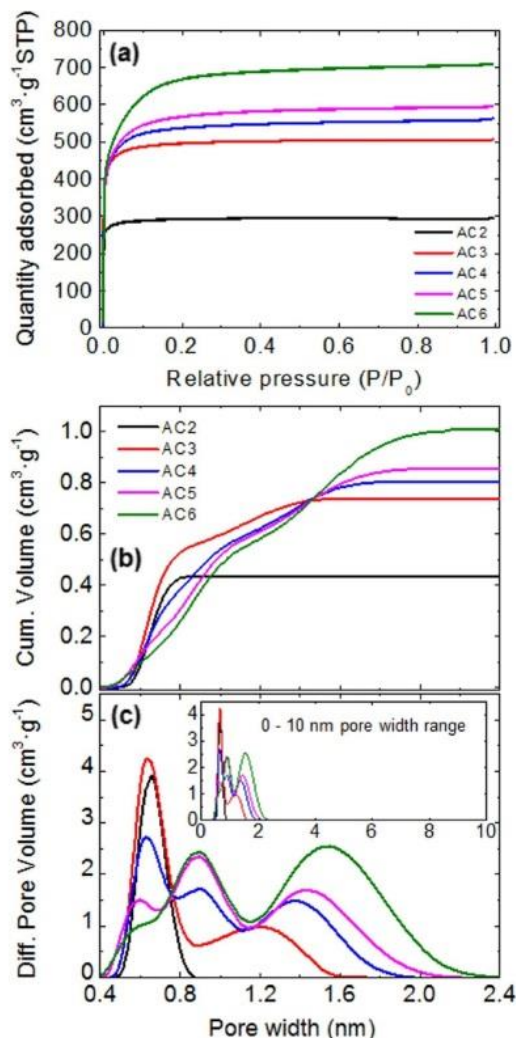 (a)
800
700
600
500
400
300
200
100
0
Quantity adsorbed (cm³·g⁻¹STP)
AC2
AC3
AC4
AC5
AC6
0.0 0.2 0.4 0.6 0.8 1.0
Relative pressure (P/P₀)
AC2
AC3
AC4
AC5
AC6
(b)
1.0
0.8
0.6
0.4
0.2
0.0
Cum. Volume (cm³·g⁻¹)
(c)
5
4
3
2
1
0
Diff. Pore Volume (cm³·g⁻¹)
0 - 10 nm pore width range
4
3
2
1
0
0 2 4 6 8 10
0.4 0.8 1.2 1.6 2.0 2.4
Pore width (nm)